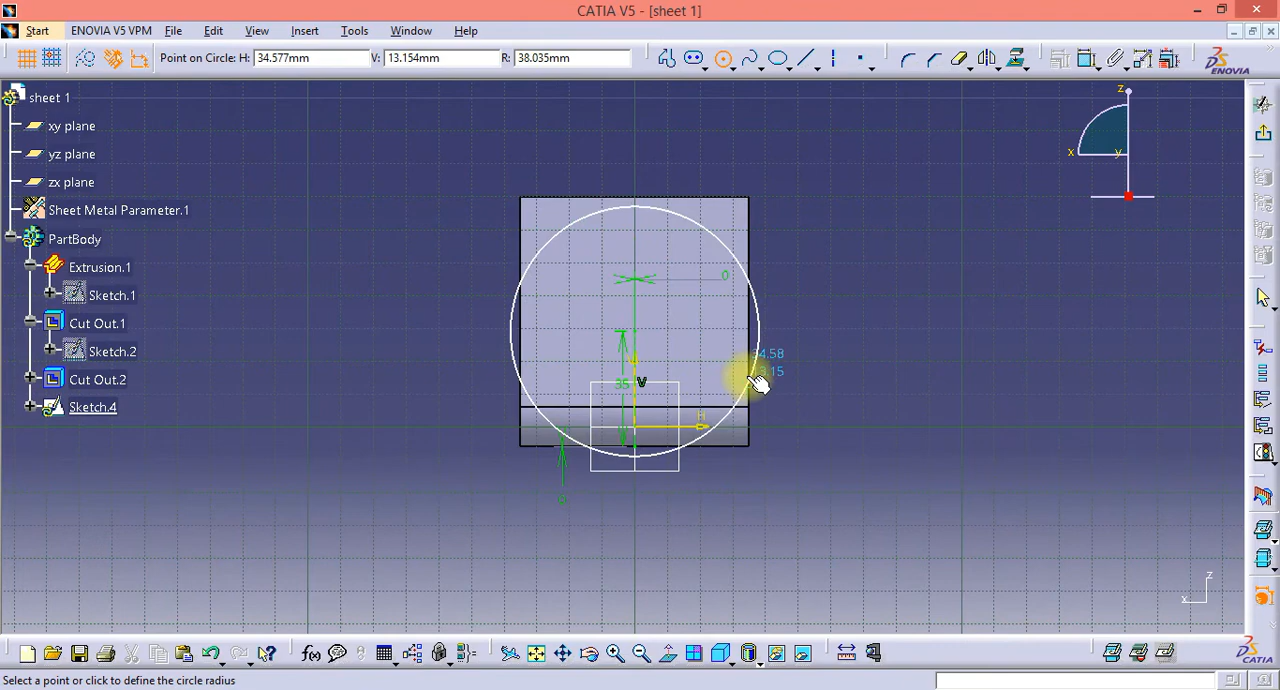 CATIA V5 - [sheet 1]
Start ENOVIA V5 VPM File Edit View Insert Tools Window Help
Point on Circle: H: 34.577mm V: 13.154mm R: 38.035mm
ENOVIA
sheet 1
xy plane
yz plane
zx plane
Sheet Metal Parameter.1
PartBody
Extrusion.1
Sketch.1
Cut Out.1
Sketch.2
Cut Out.2
Sketch.4
z
x
y
0
34.58
35
V
H
0
z
x
f(x)
CATIA
Select a point or click to define the circle radius